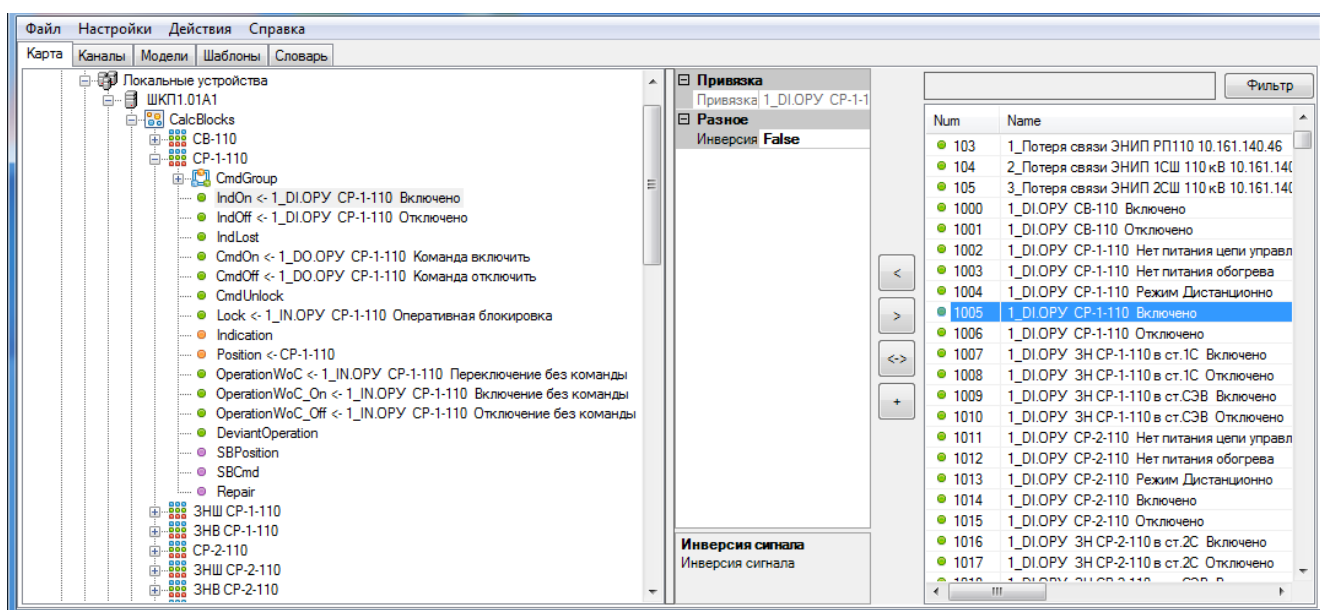 Файл Настройки Действия Справка
Карта Каналы Модели Шаблоны Словарь
Локальные устройства
ШКП1.01А1
CalcBlocks
СВ-110
СР-1-110
CmdGroup
IndOn <- 1_DI.ОРУ СР-1-110 Включено
IndOff <- 1_DI.ОРУ СР-1-110 Отключено
IndLost
CmdOn <- 1_DO.ОРУ СР-1-110 Команда включить
CmdOff <- 1_DO.ОРУ СР-1-110 Команда отключить
CmdUnlock
Lock <- 1_IN.ОРУ СР-1-110 Оперативная блокировка
Indication
Position <- СР-1-110
OperationWoC <- 1_IN.ОРУ СР-1-110 Переключение без команды
OperationWoC_On <- 1_IN.ОРУ СР-1-110 Включение без команды
OperationWoC_Off <- 1_IN.ОРУ СР-1-110 Отключение без команды
DeviantOperation
SBPosition
SBCmd
Repair
ЗНШ СР-1-110
ЗНВ СР-1-110
СР-2-110
ЗНШ СР-2-110
ЗНВ СР-2-110
Привязка
Привязка 1_DI.ОРУ СР-1-1
Разное
Инверсия False
Инверсия сигнала
Инверсия сигнала
<
>
<->
+
Фильтр
Num Name
103 1_Потеря связи ЭНИП РП110 10.161.140.46
104 2_Потеря связи ЭНИП 1СШ 110 кВ 10.161.140
105 3_Потеря связи ЭНИП 2СШ 110 кВ 10.161.140
1000 1_DI.ОРУ СВ-110 Включено
1001 1_DI.ОРУ СВ-110 Отключено
1002 1_DI.ОРУ СР-1-110 Нет питания цепи управл
1003 1_DI.ОРУ СР-1-110 Нет питания обогрева
1004 1_DI.ОРУ СР-1-110 Режим Дистанционно
1005 1_DI.ОРУ СР-1-110 Включено
1006 1_DI.ОРУ СР-1-110 Отключено
1007 1_DI.ОРУ ЗН СР-1-110 в ст.1С Включено
1008 1_DI.ОРУ ЗН СР-1-110 в ст.1С Отключено
1009 1_DI.ОРУ ЗН СР-1-110 в ст.СЭВ Включено
1010 1_DI.ОРУ ЗН СР-1-110 в ст.СЭВ Отключено
1011 1_DI.ОРУ СР-2-110 Нет питания цепи управл
1012 1_DI.ОРУ СР-2-110 Нет питания обогрева
1013 1_DI.ОРУ СР-2-110 Режим Дистанционно
1014 1_DI.ОРУ СР-2-110 Включено
1015 1_DI.ОРУ СР-2-110 Отключено
1016 1_DI.ОРУ ЗН СР-2-110 в ст.2С Включено
1017 1_DI.ОРУ ЗН СР-2-110 в ст.2С Отключено